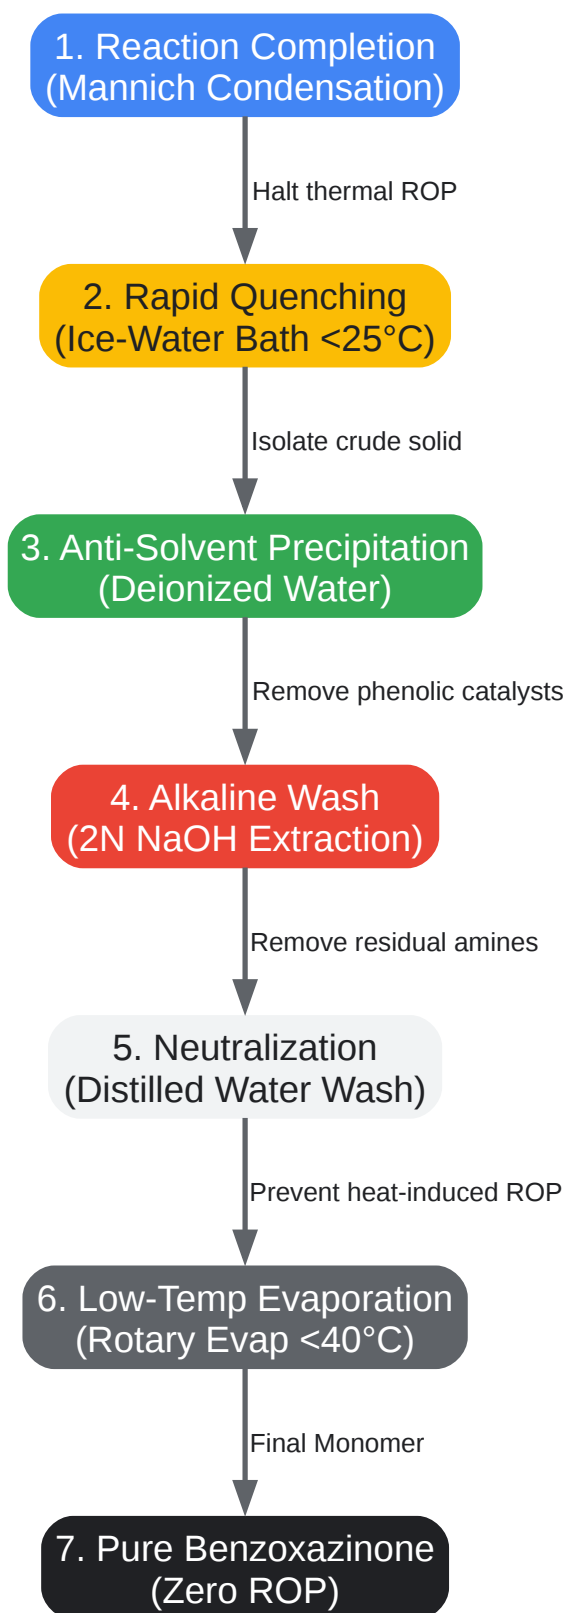 1. Reaction Completion
(Mannich Condensation)
Halt thermal ROP
2. Rapid Quenching
(Ice-Water Bath <25°C)
Isolate crude solid
3. Anti-Solvent Precipitation
(Deionized Water)
Remove phenolic catalysts
4. Alkaline Wash
(2N NaOH Extraction)
Remove residual amines
5. Neutralization
(Distilled Water Wash)
Prevent heat-induced ROP
6. Low-Temp Evaporation
(Rotary Evap <40°C)
Final Monomer
7. Pure Benzoxazinone
(Zero ROP)